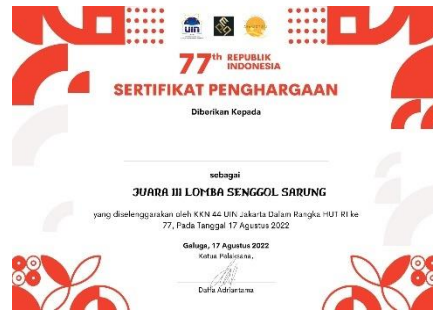 uin
77th REPUBLIK
INDONESIA
SERTIFIKAT PENGHARGAAN
Diberikan Kepada
sebagai
JUARA III LOMBA SENGGOL SARUNG
yang diselenggarakan oleh KKN 44 UIN Jakarta Dalam Rangka HUT RI ke
77, Pada Tanggal 17 Agustus 2022
Galuga, 17 Agustus 2022
Ketua Pelaksana,
Daffa Adriantama